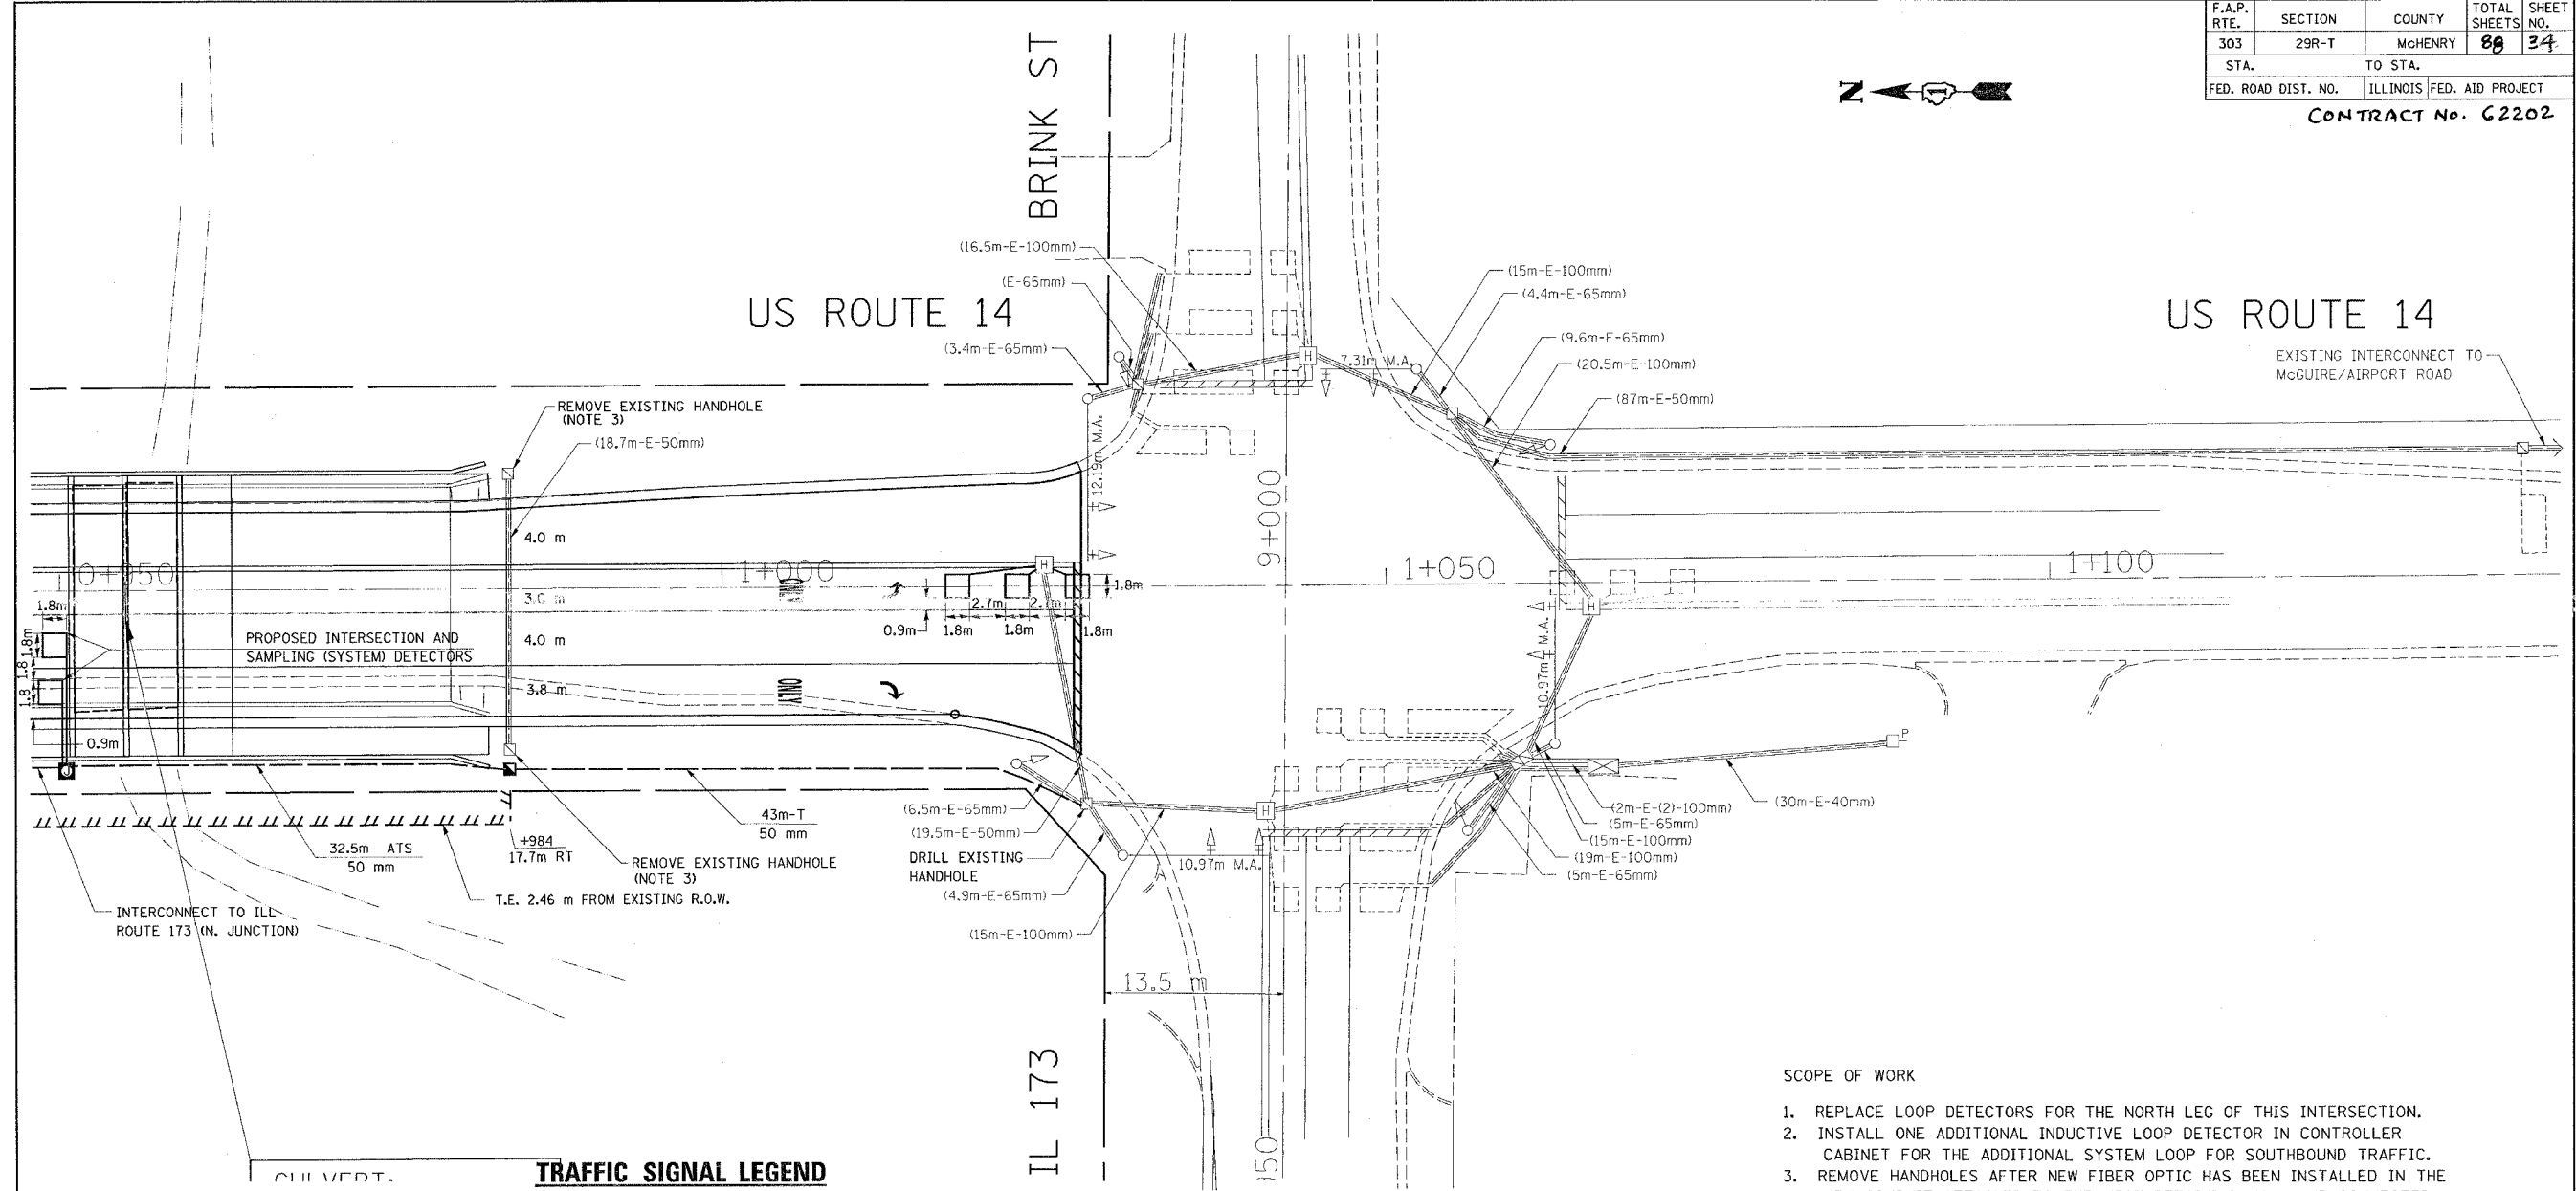 F.A.P. RTE.
SECTION
COUNTY
TOTAL SHEETS
SHEET NO.
303
29R-T
McHENRY
88
34
STA.
TO STA.
FED. ROAD DIST. NO.
ILLINOIS
FED. AID PROJECT
CONTRACT No. 62202
N
BRINK ST
US ROUTE 14
US ROUTE 14
EXISTING INTERCONNECT TO
McGUIRE/AIRPORT ROAD
(16.5m-E-100mm)
(E-65mm)
(3.4m-E-65mm)
(15m-E-100mm)
(4.4m-E-65mm)
(9.6m-E-65mm)
(20.5m-E-100mm)
(87m-E-50mm)
H
7.31m M.A.
12.19m M.A.
REMOVE EXISTING HANDHOLE
(NOTE 3)
(18.7m-E-50mm)
4.0 m
0+050
1+000
9+000
1+050
1+100
H
H
3.6 m
4.0 m
3.8 m
ONLY
1.8m
1.8m
1.8
1.8
0.9m
PROPOSED INTERSECTION AND
SAMPLING (SYSTEM) DETECTORS
2.7m
2.7m
1.8m
0.9m
1.8m
1.8m
1.8m
10.97m M.A.
ONLY
P
J
H
(6.5m-E-65mm)
(19.5m-E-50mm)
DRILL EXISTING
HANDHOLE
(4.9m-E-65mm)
(15m-E-100mm)
10.97m M.A.
(2m-E-(2)-100mm)
(5m-E-65mm)
(15m-E-100mm)
(19m-E-100mm)
(5m-E-65mm)
(30m-E-40mm)
43m-T
50 mm
32.5m ATS
50 mm
+984
17.7m RT
REMOVE EXISTING HANDHOLE
(NOTE 3)
T.E. 2.46 m FROM EXISTING R.O.W.
INTERCONNECT TO ILL
ROUTE 173 (N. JUNCTION)
13.5 m
IL 173
150
CULVERT:
TRAFFIC SIGNAL LEGEND
SCOPE OF WORK
1. REPLACE LOOP DETECTORS FOR THE NORTH LEG OF THIS INTERSECTION.
2. INSTALL ONE ADDITIONAL INDUCTIVE LOOP DETECTOR IN CONTROLLER
CABINET FOR THE ADDITIONAL SYSTEM LOOP FOR SOUTHBOUND TRAFFIC.
3. REMOVE HANDHOLES AFTER NEW FIBER OPTIC HAS BEEN INSTALLED IN THE